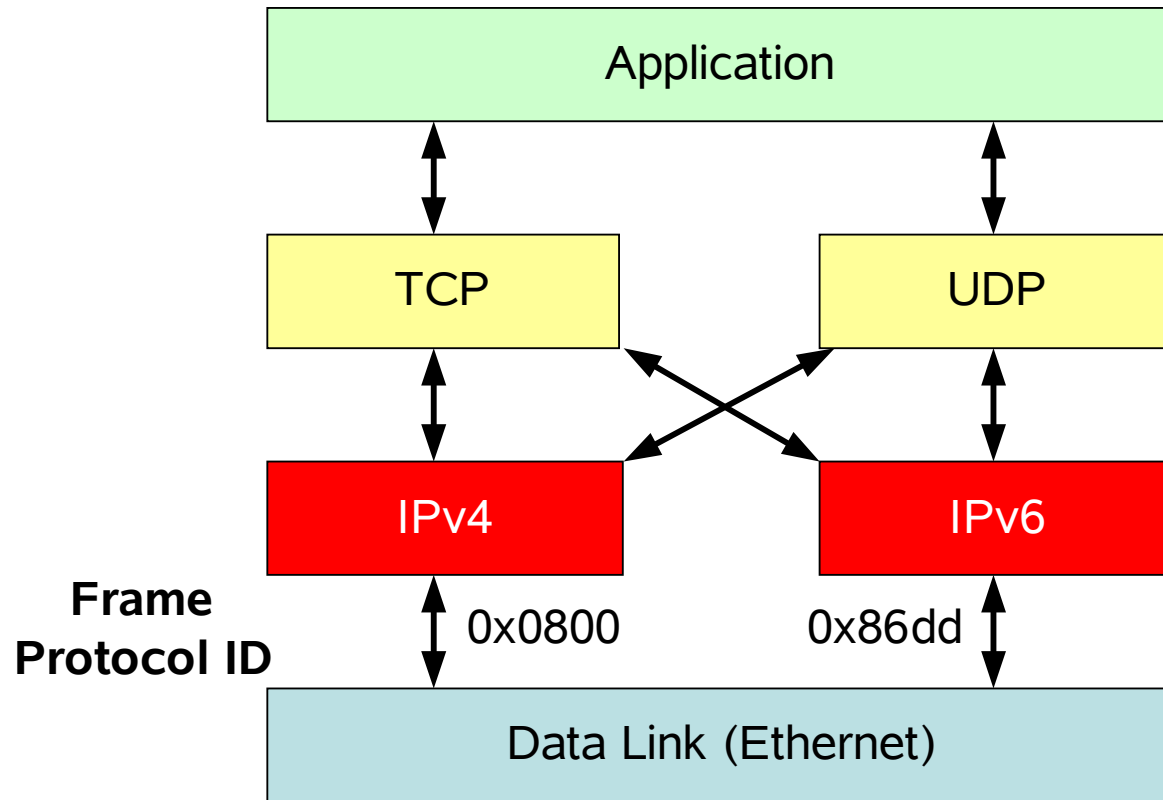 Application
TCP
UDP
IPv4
IPv6
Frame
Protocol ID
0x0800
0x86dd
Data Link (Ethernet)